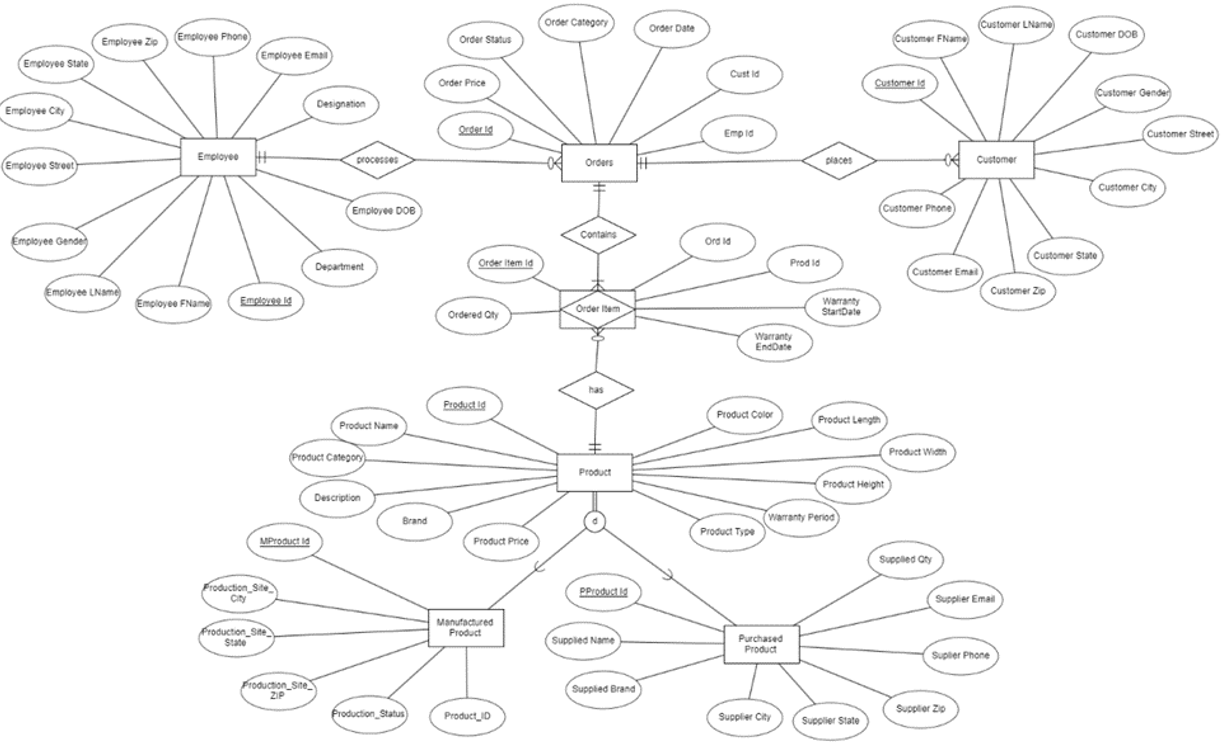 Employee Zip
Employee Phone
Employee State
Employee Email
Employee City
Designation
Employee Street
Employee
Employee DOB
Employee Gender
Department
Employee LName
Employee FName
Employee Id
processes
Order Category
Order Date
Order Status
Order Price
Cust Id
Order Id
Emp Id
Orders
places
Customer LName
Customer FName
Customer DOB
Customer Id
Customer Gender
Customer Street
Customer
Customer City
Customer Phone
Customer State
Customer Email
Customer Zip
Contains
Ord Id
Order Item Id
Prod Id
Ordered Qty
Order Item
Warranty
StartDate
Warranty
EndDate
has
Product Id
Product Name
Product Color
Product Length
Product Category
Product Width
Product
Description
Product Height
Brand
Warranty Period
Product Price
Product Type
d
MProduct Id
Production_Site_
City
Production_Site_
State
Manufactured
Product
Production_Site_
ZIP
Production_Status
Product_ID
Supplied Qty
PProduct Id
Supplier Email
Supplied Name
Purchased
Product
Suplier Phone
Supplied Brand
Supplier City
Supplier State
Supplier Zip